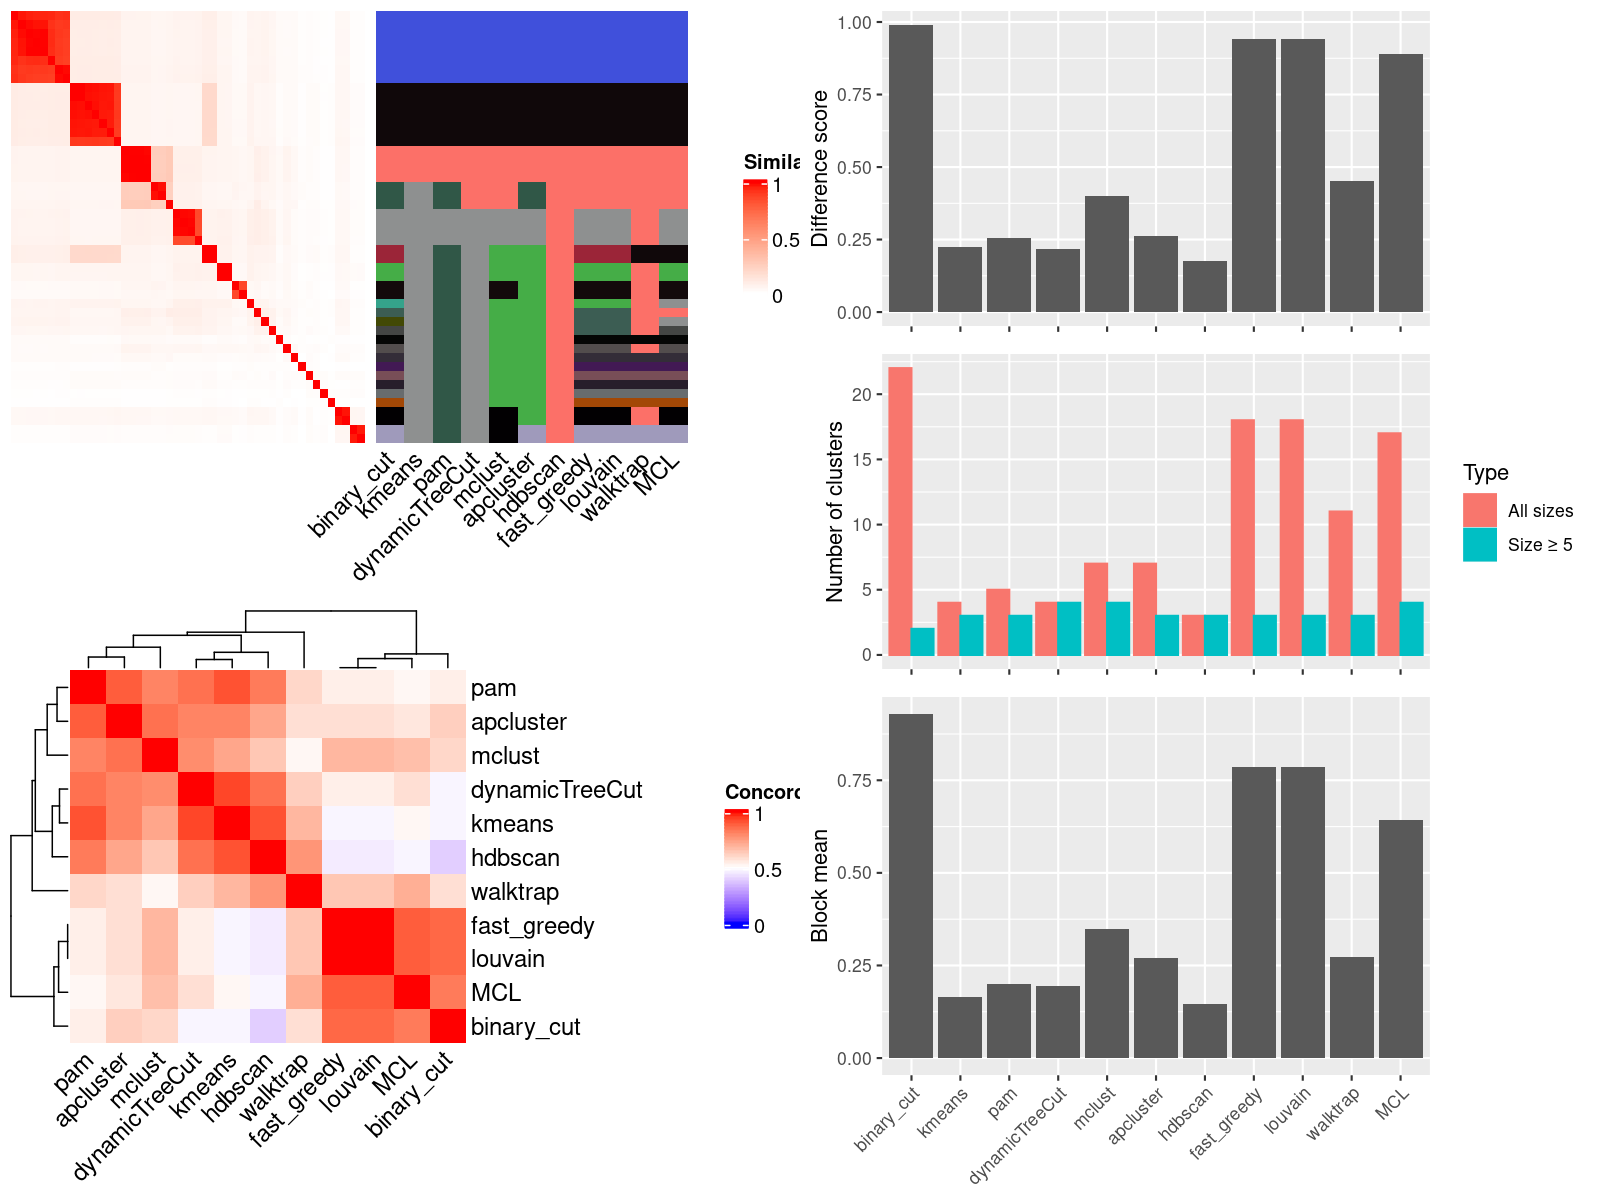 Simila
1
0.5
0
binary_cut
kmeans
pam
dynamicTreeCut
mclust
apcluster
hdbscan
fast_greedy
louvain
walktrap
MCL
pam
apcluster
mclust
dynamicTreeCut
kmeans
hdbscan
walktrap
fast_greedy
louvain
MCL
binary_cut
Concord
1
0.5
0
pam
apcluster
mclust
dynamicTreeCut
kmeans
hdbscan
walktrap
fast_greedy
louvain
MCL
binary_cut
Difference score
1.00
0.75
0.50
0.25
0.00
Number of clusters
20
15
10
5
0
Type
All sizes
Size ≥ 5
Block mean
0.75
0.50
0.25
0.00
binary_cut
kmeans
pam
dynamicTreeCut
mclust
apcluster
hdbscan
fast_greedy
louvain
walktrap
MCL